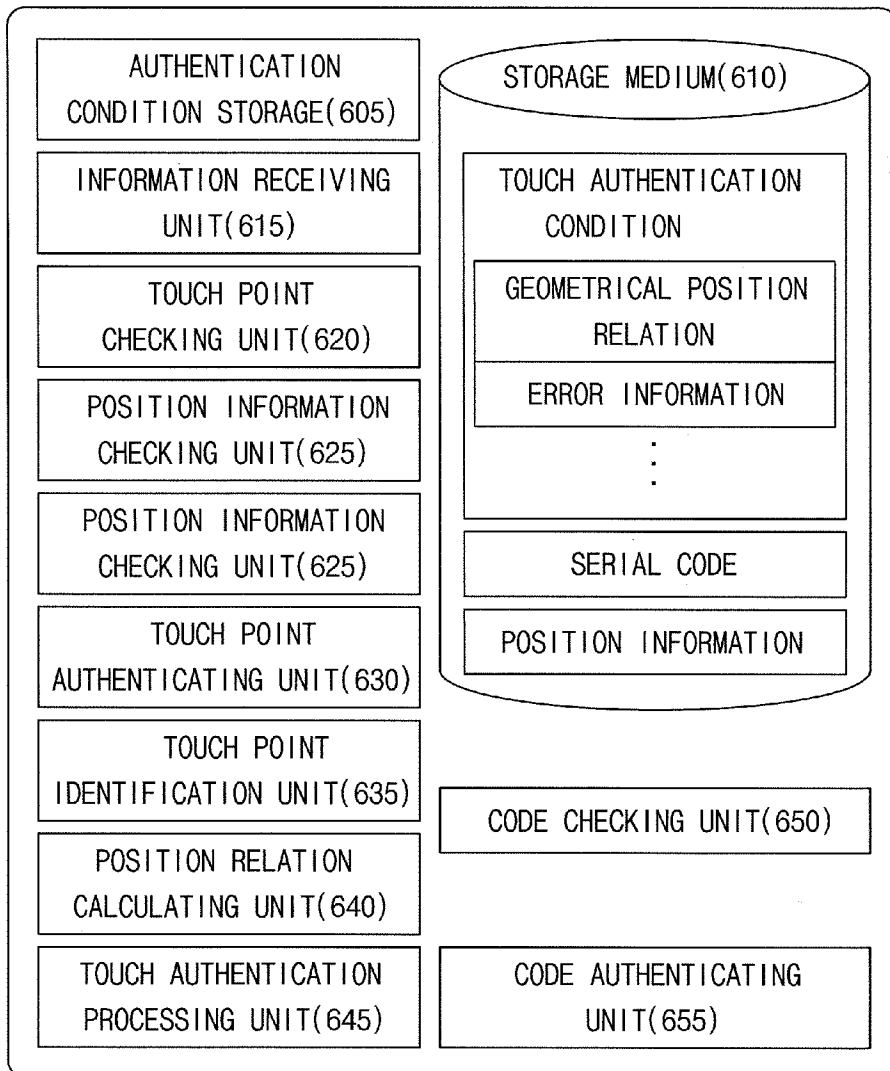 AUTHENTICATION
CONDITION STORAGE(605)
INFORMATION RECEIVING
UNIT(615)
TOUCH POINT
CHECKING UNIT(620)
POSITION INFORMATION
CHECKING UNIT(625)
POSITION INFORMATION
CHECKING UNIT(625)
TOUCH POINT
AUTHENTICATING UNIT(630)
TOUCH POINT
IDENTIFICATION UNIT(635)
POSITION RELATION
CALCULATING UNIT(640)
TOUCH AUTHENTICATION
PROCESSING UNIT(645)
STORAGE MEDIUM(610)
TOUCH AUTHENTICATION
CONDITION
GEOMETRICAL POSITION
RELATION
ERROR INFORMATION
SERIAL CODE
POSITION INFORMATION
CODE CHECKING UNIT(650)
CODE AUTHENTICATING
UNIT(655)